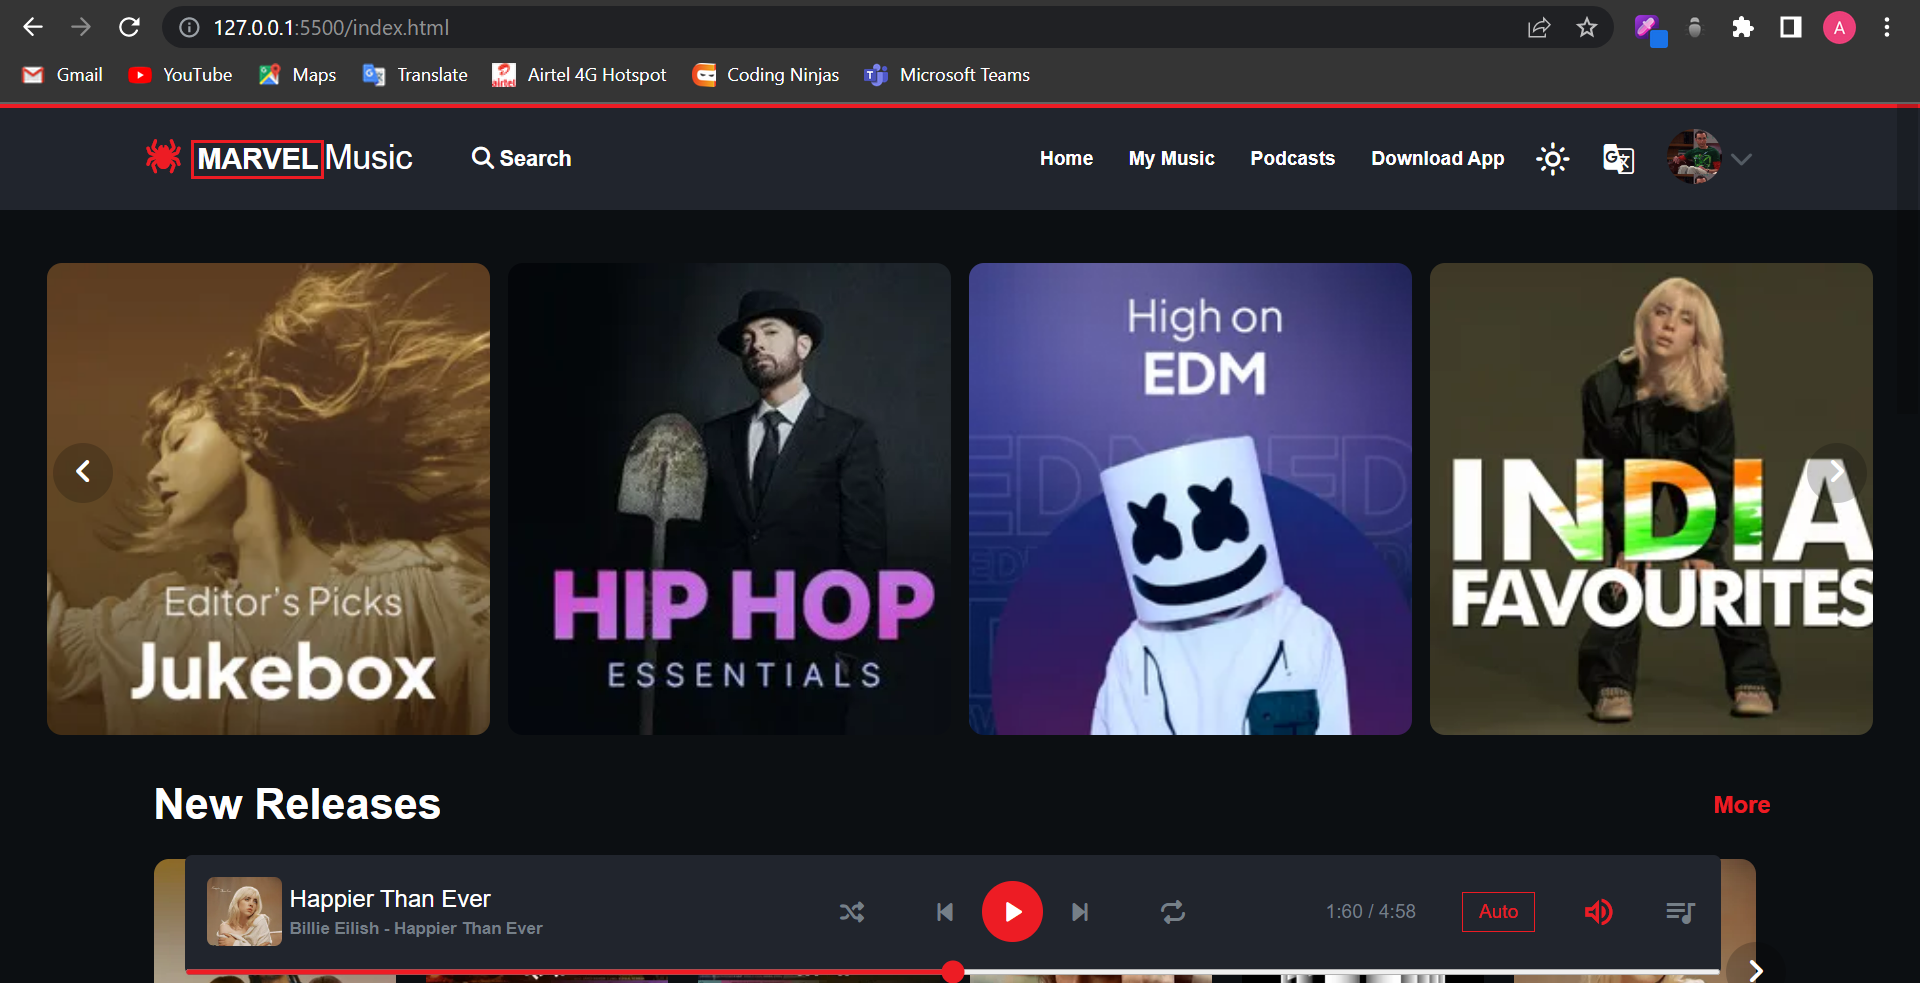 127.0.0.1:5500/index.html
A
Gmail YouTube Maps Translate Airtel 4G Hotspot Coding Ninjas Microsoft Teams
MARVEL Music Search Home My Music Podcasts Download App
Editor's Picks
Jukebox
HIP HOP
ESSENTIALS
High on
EDM
INDIA
FAVOURITES
New Releases More
Happier Than Ever
Billie Eilish - Happier Than Ever
1:60 / 4:58 Auto